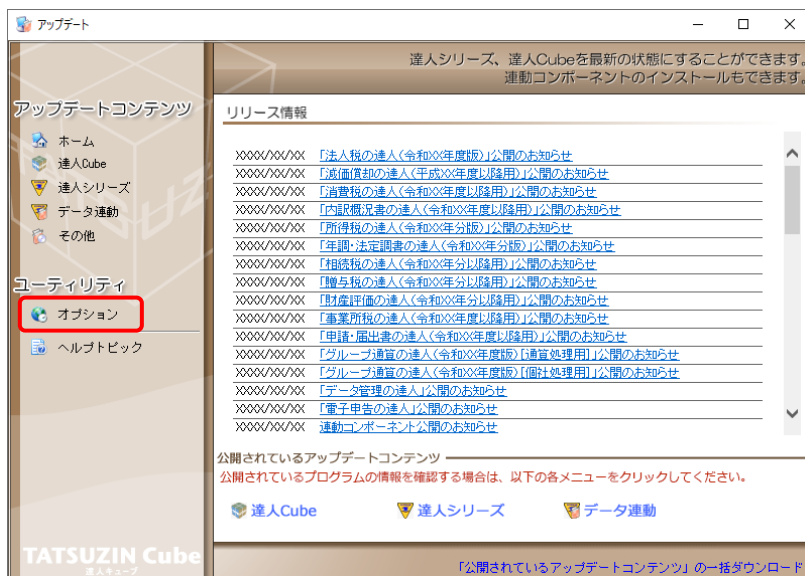 アップデート
達人シリーズ、達人Cubeを最新の状態にすることができます。
連動コンポーネントのインストールもできます。
アップデートコンテンツ
ホーム
達人Cube
達人シリーズ
データ連動
その他
ユーティリティ
オプション
ヘルプトピック
TATSUZIN Cube
達人キューブ
リリース情報
XXXX/XX/XX 「法人税の達人(令和XX年度版)」公開のお知らせ
XXXX/XX/XX 「減価償却の達人(平成XX年度以降用)」公開のお知らせ
XXXX/XX/XX 「消費税の達人(令和XX年度以降用)」公開のお知らせ
XXXX/XX/XX 「内訳概況書の達人(令和XX年度以降用)」公開のお知らせ
XXXX/XX/XX 「所得税の達人(令和XX年分版)」公開のお知らせ
XXXX/XX/XX 「年調・法定調書の達人(令和XX年分版)」公開のお知らせ
XXXX/XX/XX 「相続税の達人(令和XX年分以降用)」公開のお知らせ
XXXX/XX/XX 「贈与税の達人(令和XX年分以降用)」公開のお知らせ
XXXX/XX/XX 「財産評価の達人(令和XX年分以降用)」公開のお知らせ
XXXX/XX/XX 「事業所税の達人(令和XX年度以降用)」公開のお知らせ
XXXX/XX/XX 「申請・届出書の達人(令和XX年度以降用)」公開のお知らせ
XXXX/XX/XX 「グループ通算の達人(令和XX年度版)[通算処理用]」公開のお知らせ
XXXX/XX/XX 「グループ通算の達人(令和XX年度版)[個社処理用]」公開のお知らせ
XXXX/XX/XX 「データ管理の達人」公開のお知らせ
XXXX/XX/XX 「電子申告の達人」公開のお知らせ
XXXX/XX/XX 連動コンポーネント公開のお知らせ
公開されているアップデートコンテンツ
公開されているプログラムの情報を確認する場合は、以下の各メニューをクリックしてください。
達人Cube 達人シリーズ データ連動
「公開されているアップデートコンテンツ」の一括ダウンロード